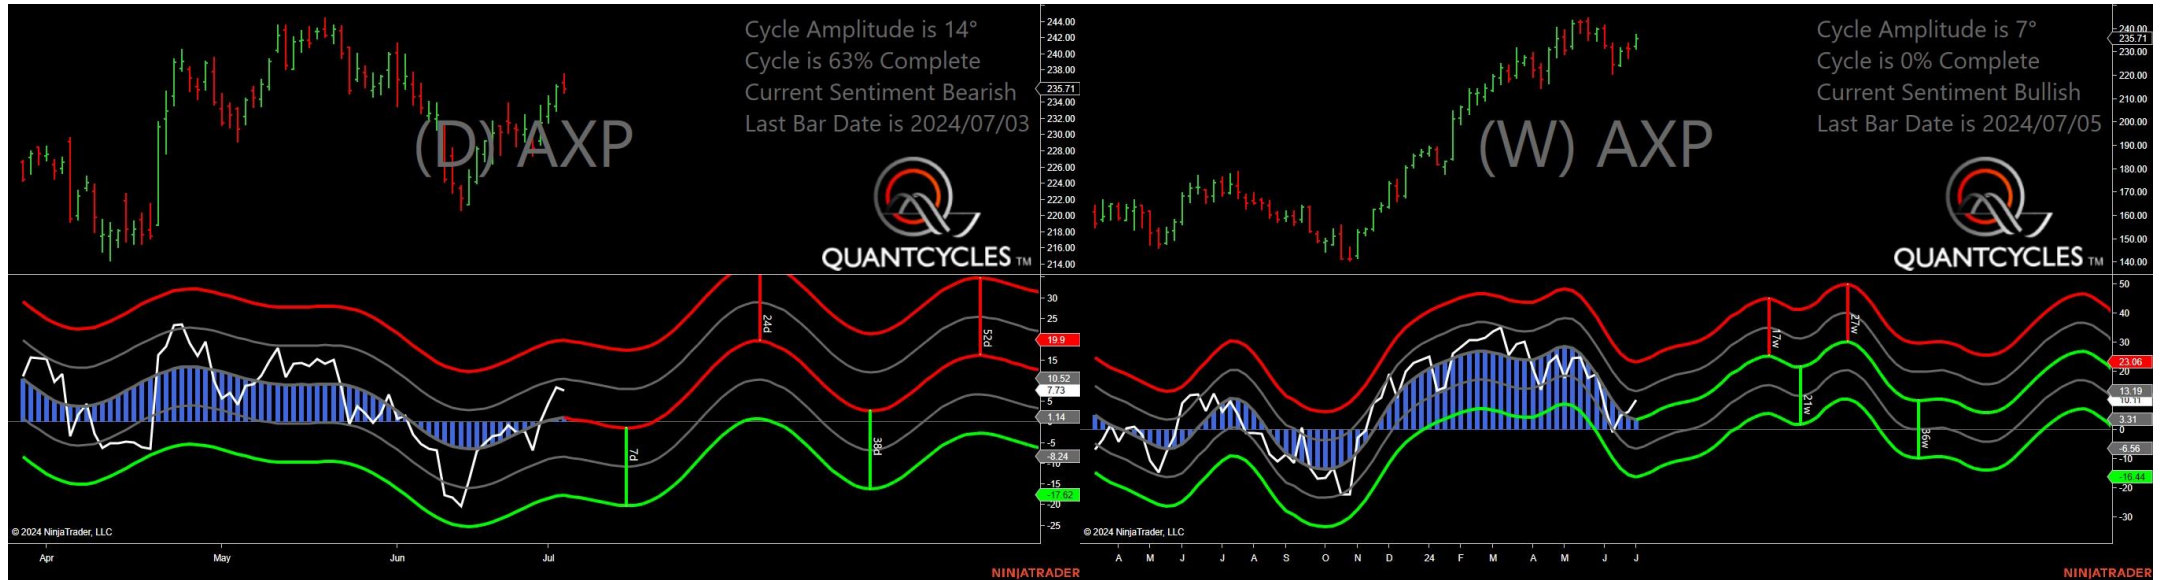 Cycle Amplitude is 14°
Cycle is 63% Complete
Current Sentiment Bearish
Last Bar Date is 2024/07/03
(D) AXP
QUANTCYCLES TM
244.00
242.00
240.00
238.00
235.71
234.00
232.00
230.00
228.00
226.00
224.00
222.00
220.00
218.00
216.00
214.00
24d
52d
7d
38d
30
25
19.9
15
10.52
7.73
5
1.14
-5
-8.24
-10
-15
-17.62
-20
-25
© 2024 NinjaTrader, LLC
Apr May Jun Jul
NINJATRADER
Cycle Amplitude is 7°
Cycle is 0% Complete
Current Sentiment Bullish
Last Bar Date is 2024/07/05
(W) AXP
QUANTCYCLES TM
240.00
235.71
230.00
220.00
210.00
200.00
190.00
180.00
170.00
160.00
150.00
140.00
17w
27w
21w
36w
50
40
30
23.06
20
13.19
10.11
3.31
0
-6.56
-10
-16.44
-20
-30
© 2024 NinjaTrader, LLC
A M J J A S O N D 24 F M A M J J
NINJATRADER